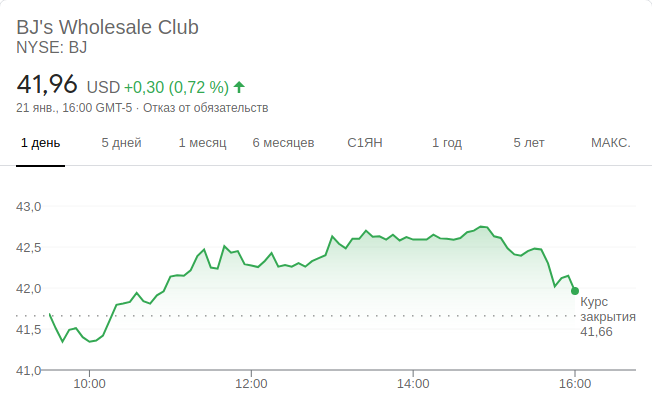 BJ's Wholesale Club
NYSE: BJ
41,96 USD +0,30 (0,72 %)
21 янв., 16:00 GMT-5 · Отказ от обязательств
1 день 5 дней 1 месяц 6 месяцев С1ЯН 1 год 5 лет МАКС.
43,0
42,5
42,0
41,5
41,0
Курс
закрытия
41,66
10:00 12:00 14:00 16:00